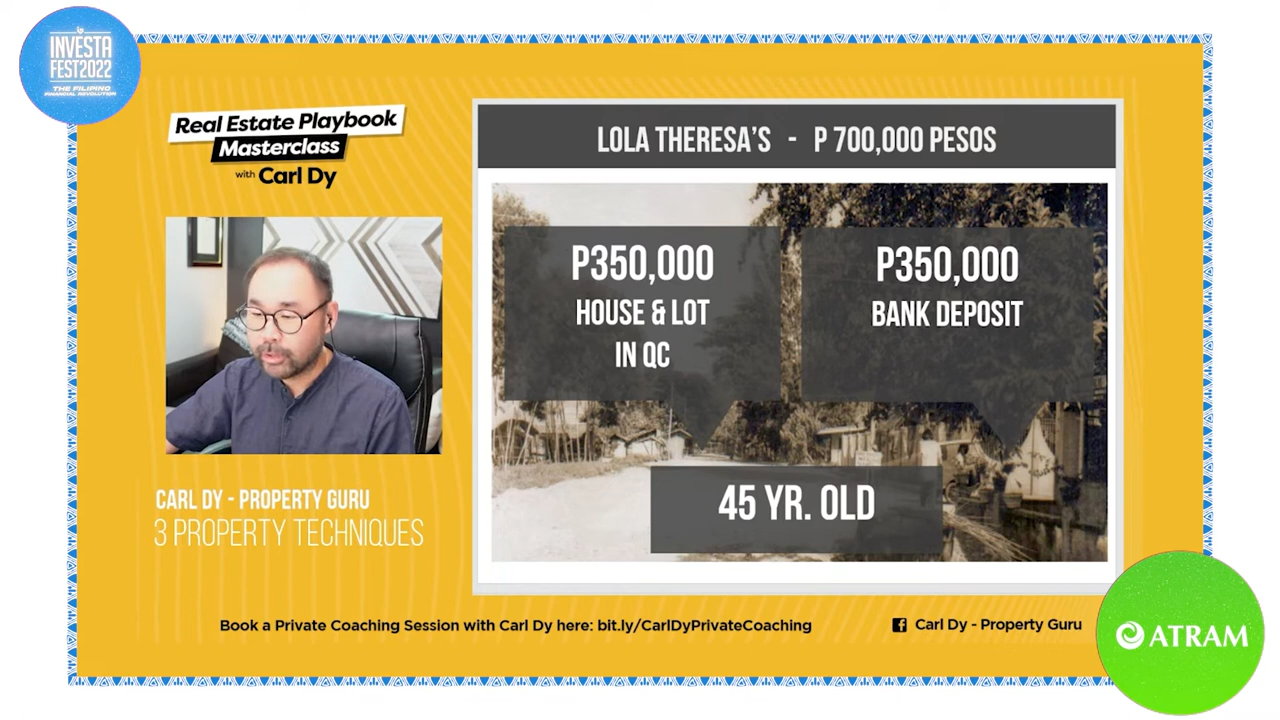 INVESTA
FEST2022
THE FILIPINO
FINANCIAL REVOLUTION
Real Estate Playbook
Masterclass
with Carl Dy
LOLA THERESA'S - P 700,000 PESOS
P350,000
HOUSE & LOT
IN QC
P350,000
BANK DEPOSIT
45 YR. OLD
CARL DY - PROPERTY GURU
3 PROPERTY TECHNIQUES
Book a Private Coaching Session with Carl Dy here: bit.ly/CarlDyPrivateCoaching
Carl Dy - Property Guru
ATRAM